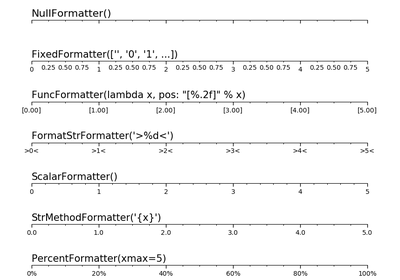 NullFormatter()
FixedFormatter(['', '0', '1', ...])
0 0.25 0.50 0.75 1 0.25 0.50 0.75 2 0.25 0.50 0.75 3 0.25 0.50 0.75 4 0.25 0.50 0.75 5
FuncFormatter(lambda x, pos: "[%.2f]" % x)
[0.00] [1.00] [2.00] [3.00] [4.00] [5.00]
FormatStrFormatter('>%d<')
>0< >1< >2< >3< >4< >5<
ScalarFormatter()
0 1 2 3 4 5
StrMethodFormatter('{x}')
0.0 1.0 2.0 3.0 4.0 5.0
PercentFormatter(xmax=5)
0% 20% 40% 60% 80% 100%